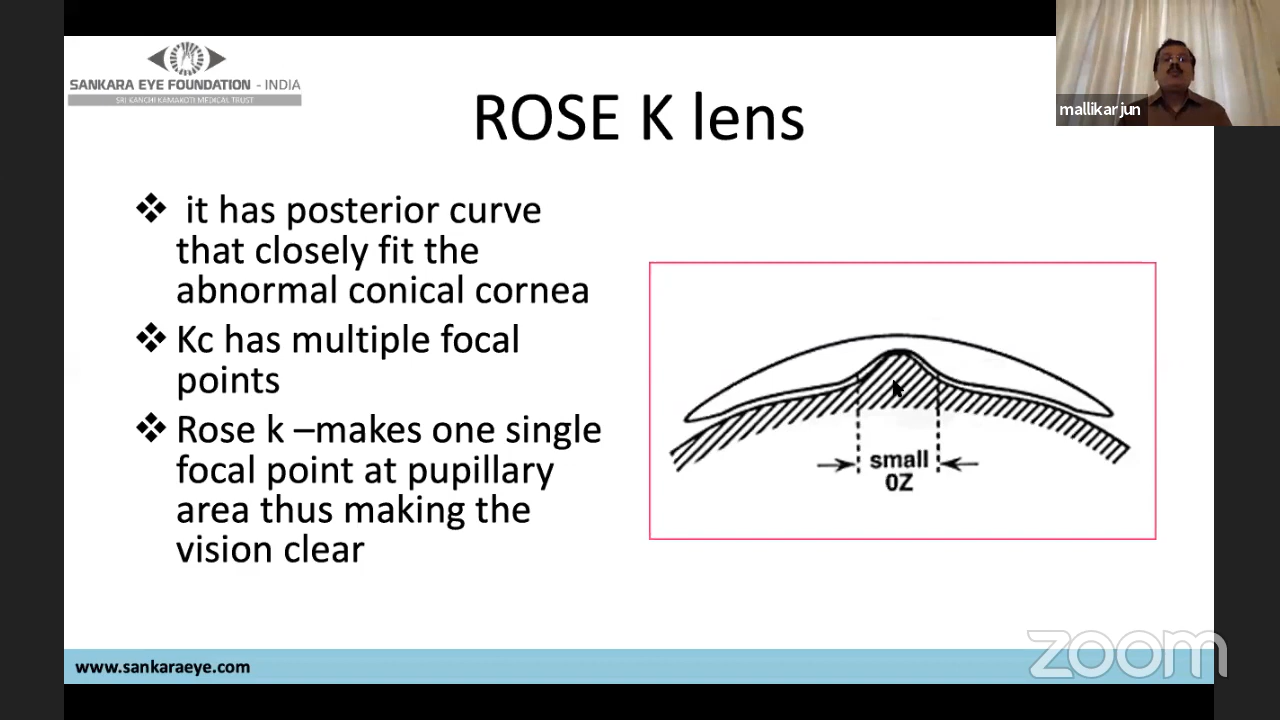 SANKARA EYE FOUNDATION - INDIA
SRI KANCHI KAMAKOTI MEDICAL TRUST
mallikarjun
ROSE K lens
❖ it has posterior curve
that closely fit the
abnormal conical cornea
❖ Kc has multiple focal
points
❖ Rose k –makes one single
focal point at pupillary
area thus making the
vision clear
small
OZ
www.sankaraeye.com
zoom